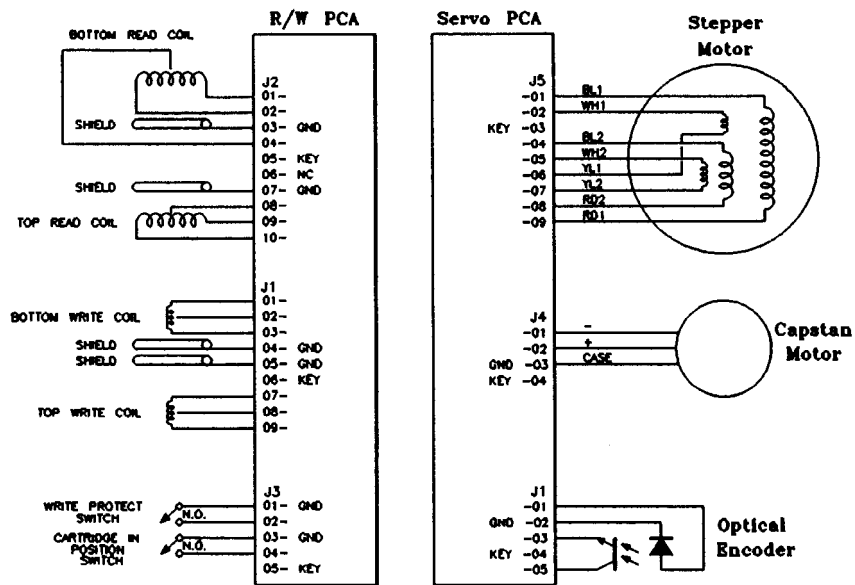 R/W PCA
Servo PCA
Stepper
Motor
BOTTOM READ COIL
J2
01-
02-
SHIELD
03- GND
04-
05- KEY
06- NC
SHIELD
07- GND
08-
TOP READ COIL
09-
10-
J1
01-
BOTTOM WRITE COIL
02-
03-
SHIELD
04- GND
SHIELD
05- GND
06- KEY
07-
TOP WRITE COIL
08-
09-
J3
WRITE PROTECT
SWITCH
N.O.
01- GND
02-
CARTRIDGE IN
POSITION
SWITCH
N.O.
03- GND
04-
05- KEY
J5
-01 BL1
-02 WH1
KEY -03
-04 BL2
-05 WH2
-06 YL1
-07 YL2
-08 RD2
-09 RD1
J4
-01 -
-02 +
GND -03 CASE
KEY -04
Capstan
Motor
J1
-01
GND -02
-03
KEY -04
-05
Optical
Encoder